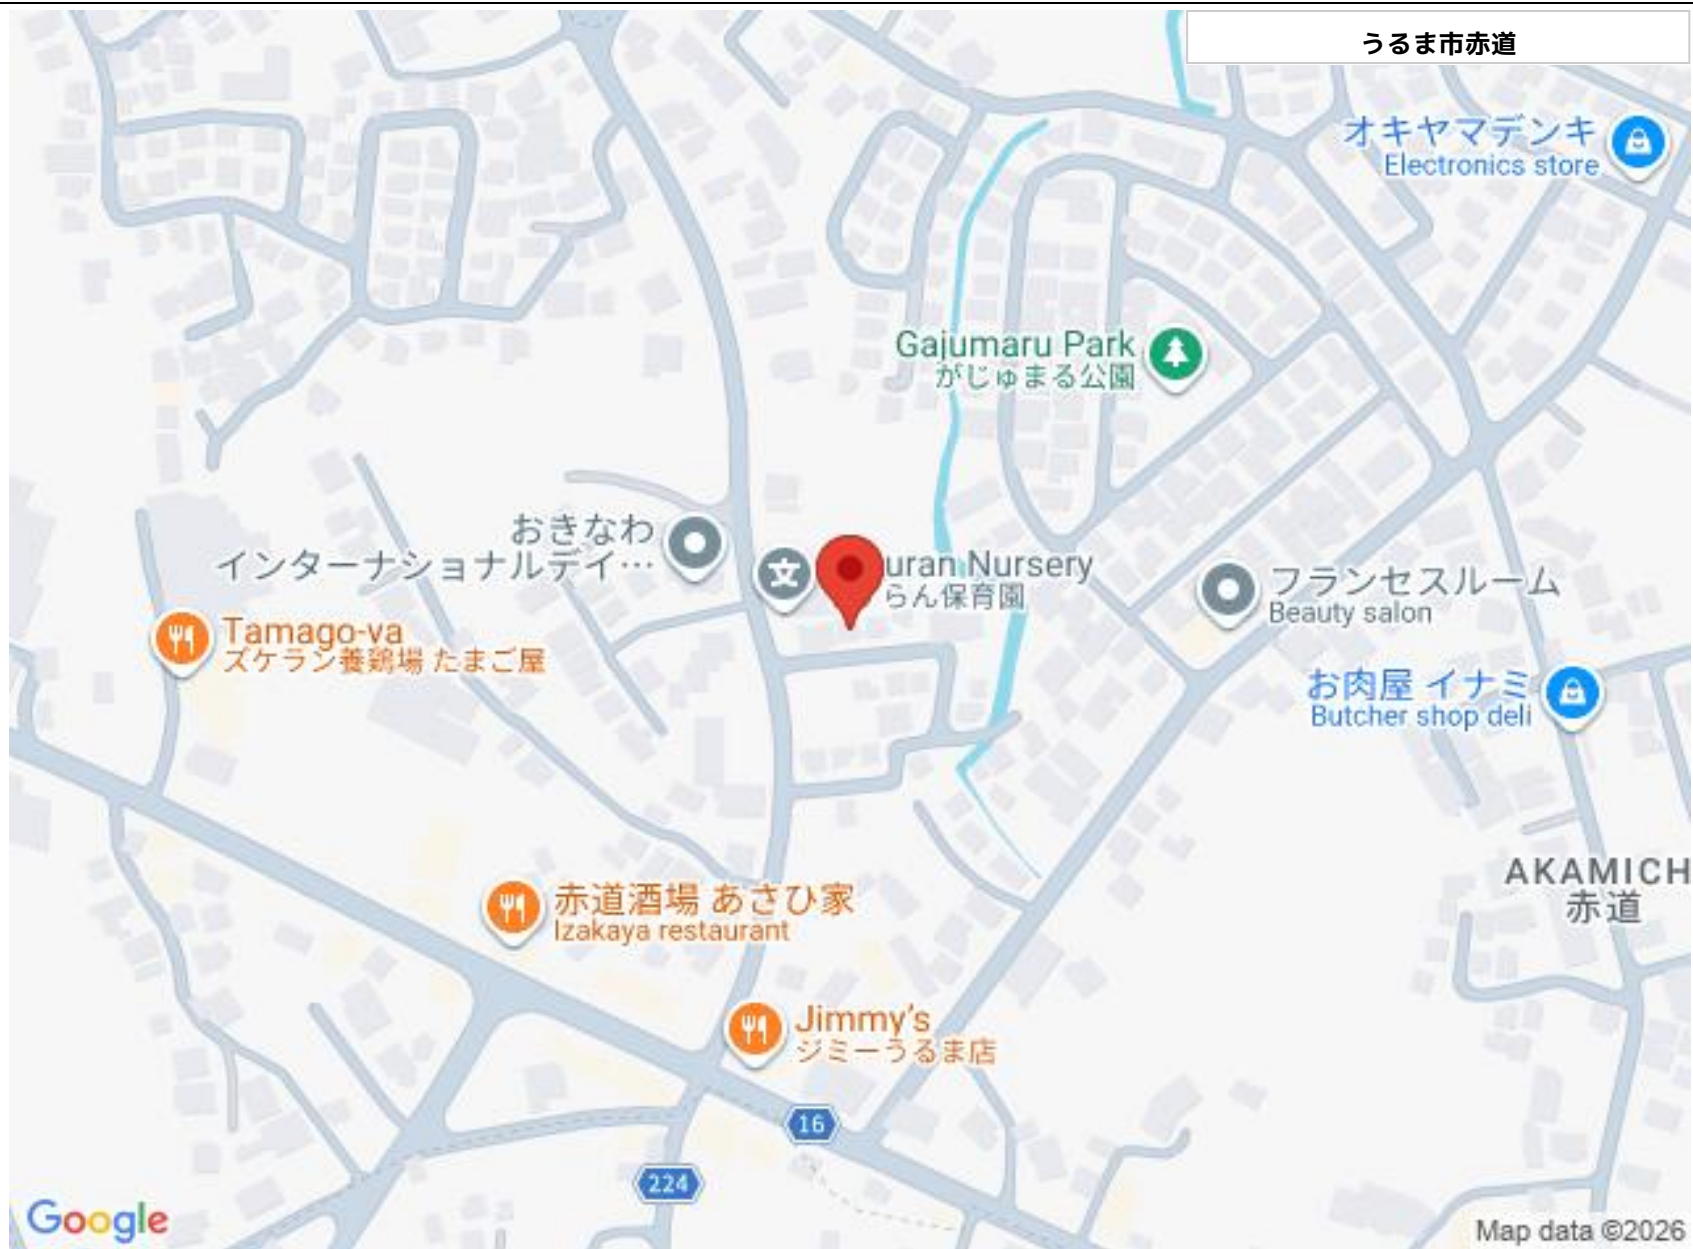 うるま市赤道
オキヤマデンキ
Electronics store
Gajumaru Park
がじゅまる公園
おきなわ
インターナショナルデイ…
uran Nursery
らん保育園
フランセスルーム
Beauty salon
Tamago-ya
ズケラン養鶏場 たまご屋
お肉屋 イナミ
Butcher shop deli
AKAMICH
赤道
赤道酒場 あさひ家
Izakaya restaurant
Jimmy's
ジミーうるま店
16
224
Google
Map data ©2026